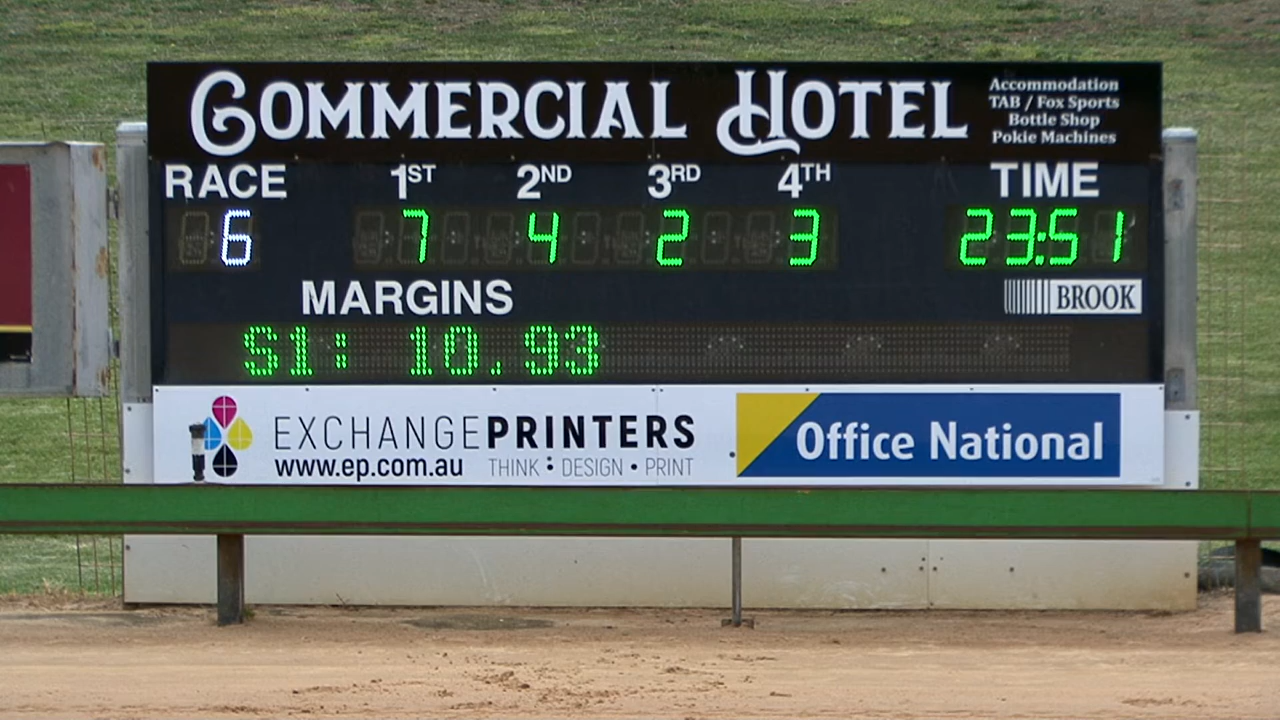 COMMERCIAL HOTEL
Accommodation
TAB / Fox Sports
Bottle Shop
Pokie Machines
RACE 1ST 2ND 3RD 4TH TIME
6 7 4 2 3 23:51
MARGINS
BROOK
S1: 10.93
EXCHANGEPRINTERS
www.ep.com.au THINK • DESIGN • PRINT
Office National